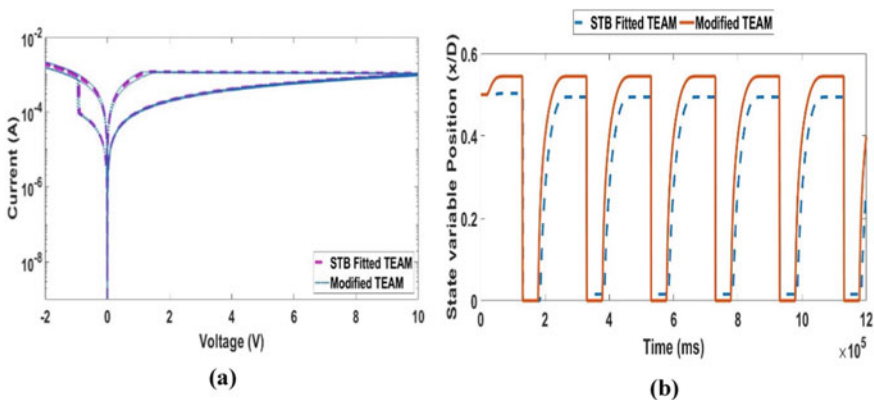 STB Fitted TEAM Modified TEAM
10^-2
10^-4
10^-6
10^-8
Current (A)
STB Fitted TEAM
Modified TEAM
-2 0 2 4 6 8 10
Voltage (V)
(a)
0.6
0.4
0.2
0
State variable Position (x/D)
0 2 4 6 8 10 12
Time (ms)
×10^5
(b)